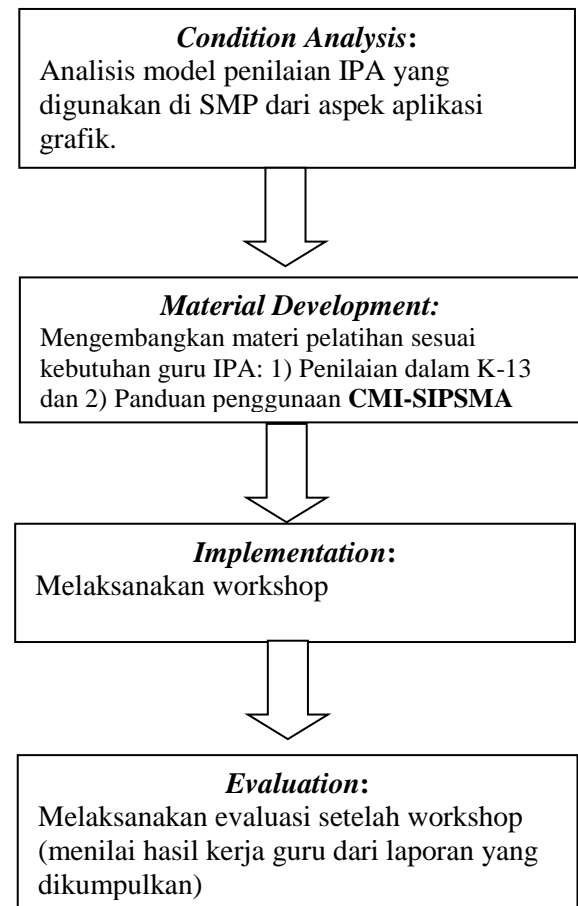 Condition Analysis:
Analisis model penilaian IPA yang
digunakan di SMP dari aspek aplikasi
grafik.
Material Development:
Mengembangkan materi pelatihan sesuai
kebutuhan guru IPA: 1) Penilaian dalam K-13
dan 2) Panduan penggunaan CMI-SIPSMA
Implementation:
Melaksanakan workshop
Evaluation:
Melaksanakan evaluasi setelah workshop
(menilai hasil kerja guru dari laporan yang
dikumpulkan)